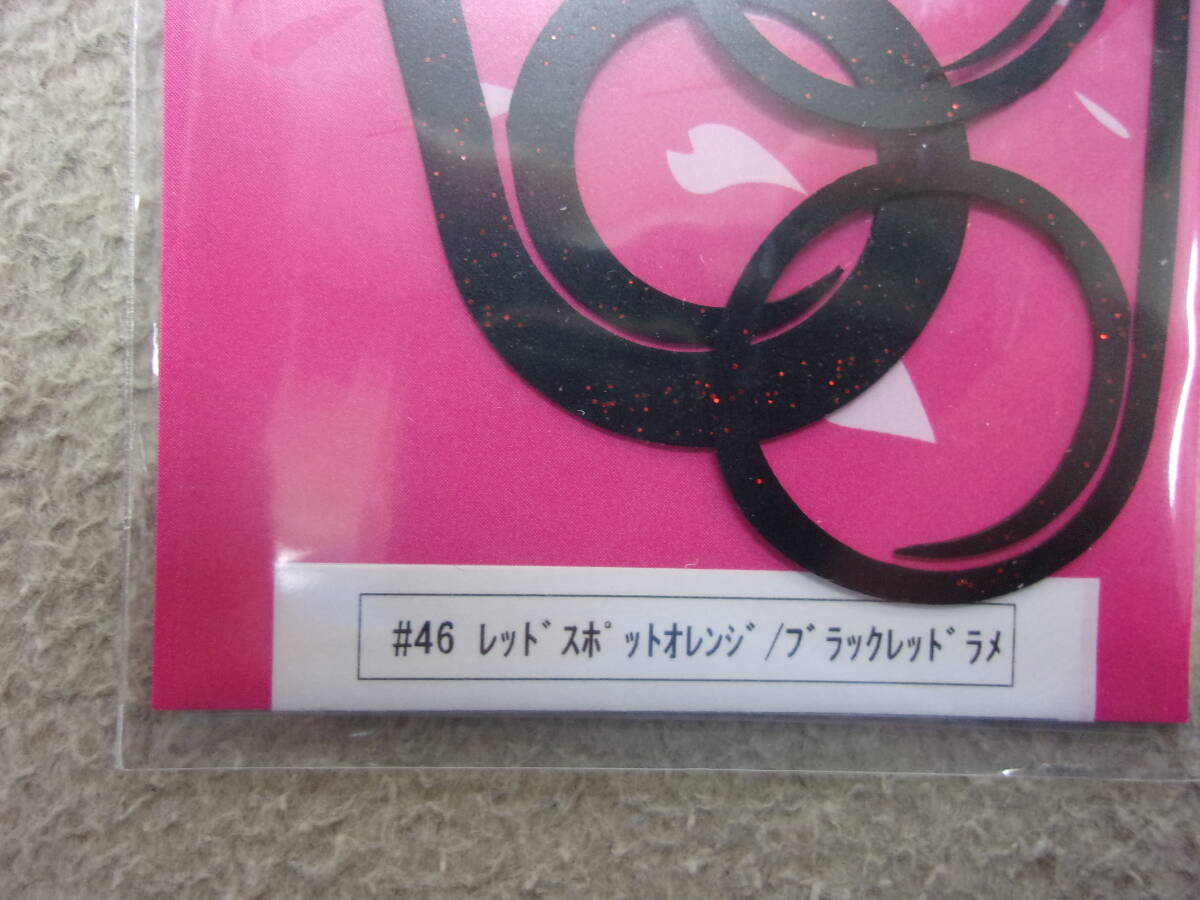 #46 ﾚｯﾄﾞｽﾎﾟｯﾄｵﾚﾝｼﾞ/ﾌﾞﾗｯｸﾚｯﾄﾞﾗﾒ